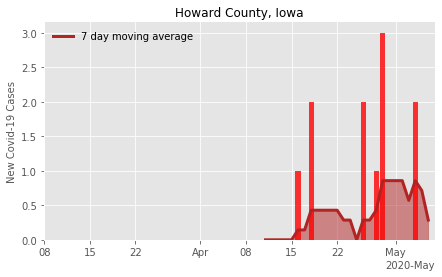 Howard County, Iowa
7 day moving average
New Covid-19 Cases
3.0
2.5
2.0
1.5
1.0
0.5
0.0
08 15 22 Apr 08 15 22 May
2020-May